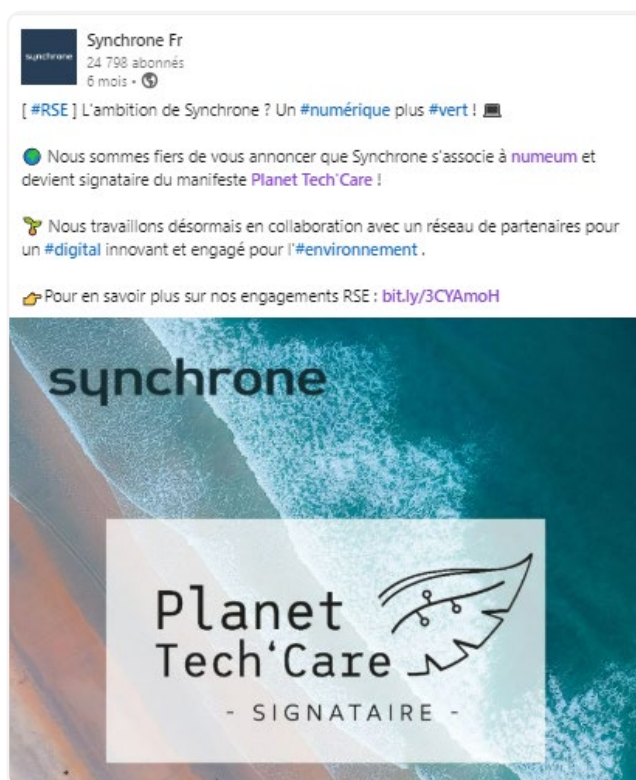 synchrone
Synchrone Fr
24 798 abonnés
6 mois •
[ #RSE ] L'ambition de Synchrone ? Un #numérique plus #vert ! 💻
🌍 Nous sommes fiers de vous annoncer que Synchrone s'associe à numeum et
devient signataire du manifeste Planet Tech'Care !
🌱 Nous travaillons désormais en collaboration avec un réseau de partenaires pour
un #digital innovant et engagé pour l'#environnement .
👉 Pour en savoir plus sur nos engagements RSE : bit.ly/3CYAmoH
synchrone
Planet
Tech'Care
- SIGNATAIRE -